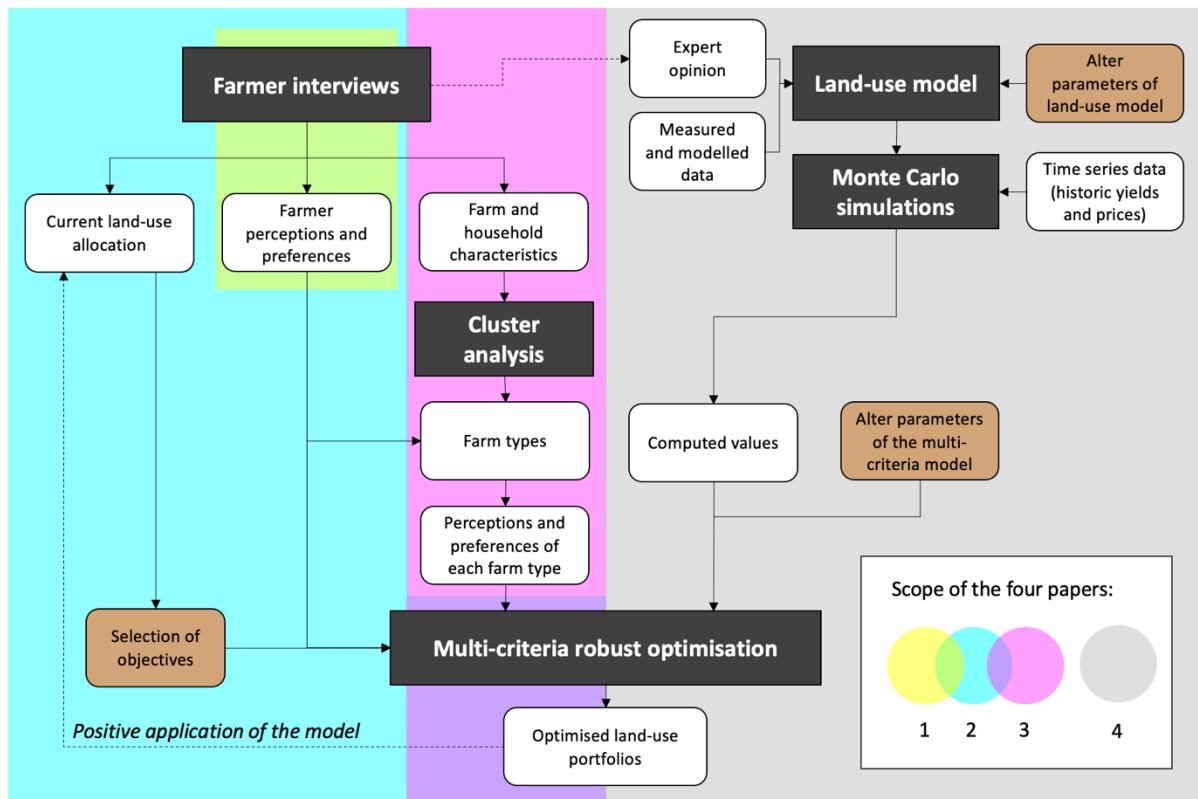 Farmer interviews
Expert
opinion
Land-use model
Alter
parameters of
land-use model
Measured
and modelled
data
Monte Carlo
simulations
Time series data
(historic yields
and prices)
Current land-use
allocation
Farmer
perceptions and
preferences
Farm and
household
characteristics
Cluster
analysis
Farm types
Computed values
Alter parameters
of the multi-
criteria model
Perceptions and
preferences of
each farm type
Selection of
objectives
Multi-criteria robust optimisation
Positive application of the model
Optimised land-use
portfolios
Scope of the four papers:
1 2 3 4